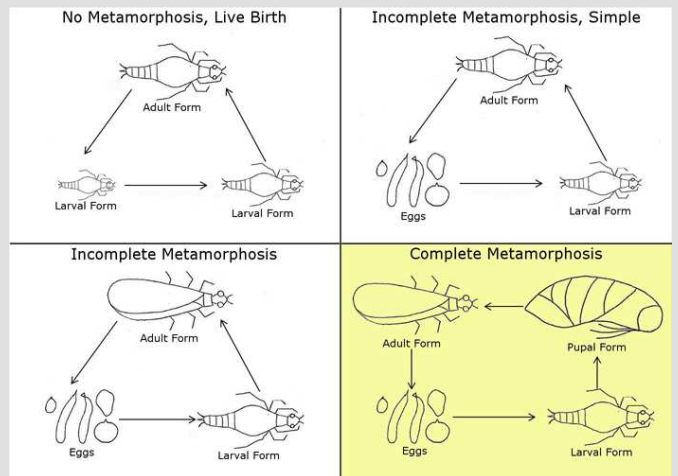 No Metamorphosis, Live Birth
Adult Form
Larval Form
Larval Form
Incomplete Metamorphosis, Simple
Adult Form
Eggs
Larval Form
Incomplete Metamorphosis
Adult Form
Eggs
Larval Form
Complete Metamorphosis
Adult Form
Pupal Form
Eggs
Larval Form